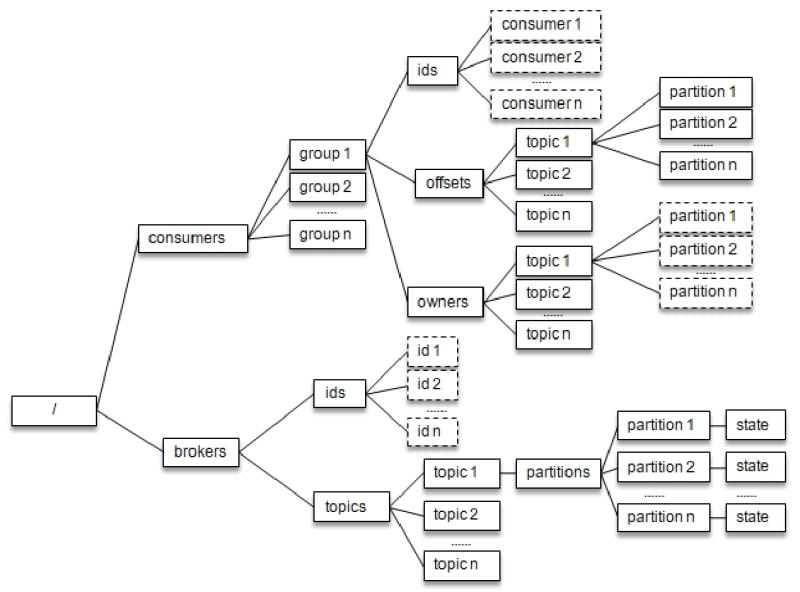 consumer 1
consumer 2
......
consumer n
ids
partition 1
partition 2
......
partition n
group 1
group 2
......
group n
topic 1
topic 2
......
topic n
offsets
consumers
partition 1
partition 2
......
partition n
topic 1
topic 2
......
topic n
owners
id 1
id 2
......
id n
ids
/
brokers
partition 1
state
partition 2
state
......
......
partition n
state
topic 1
partitions
topics
topic 2
......
topic n